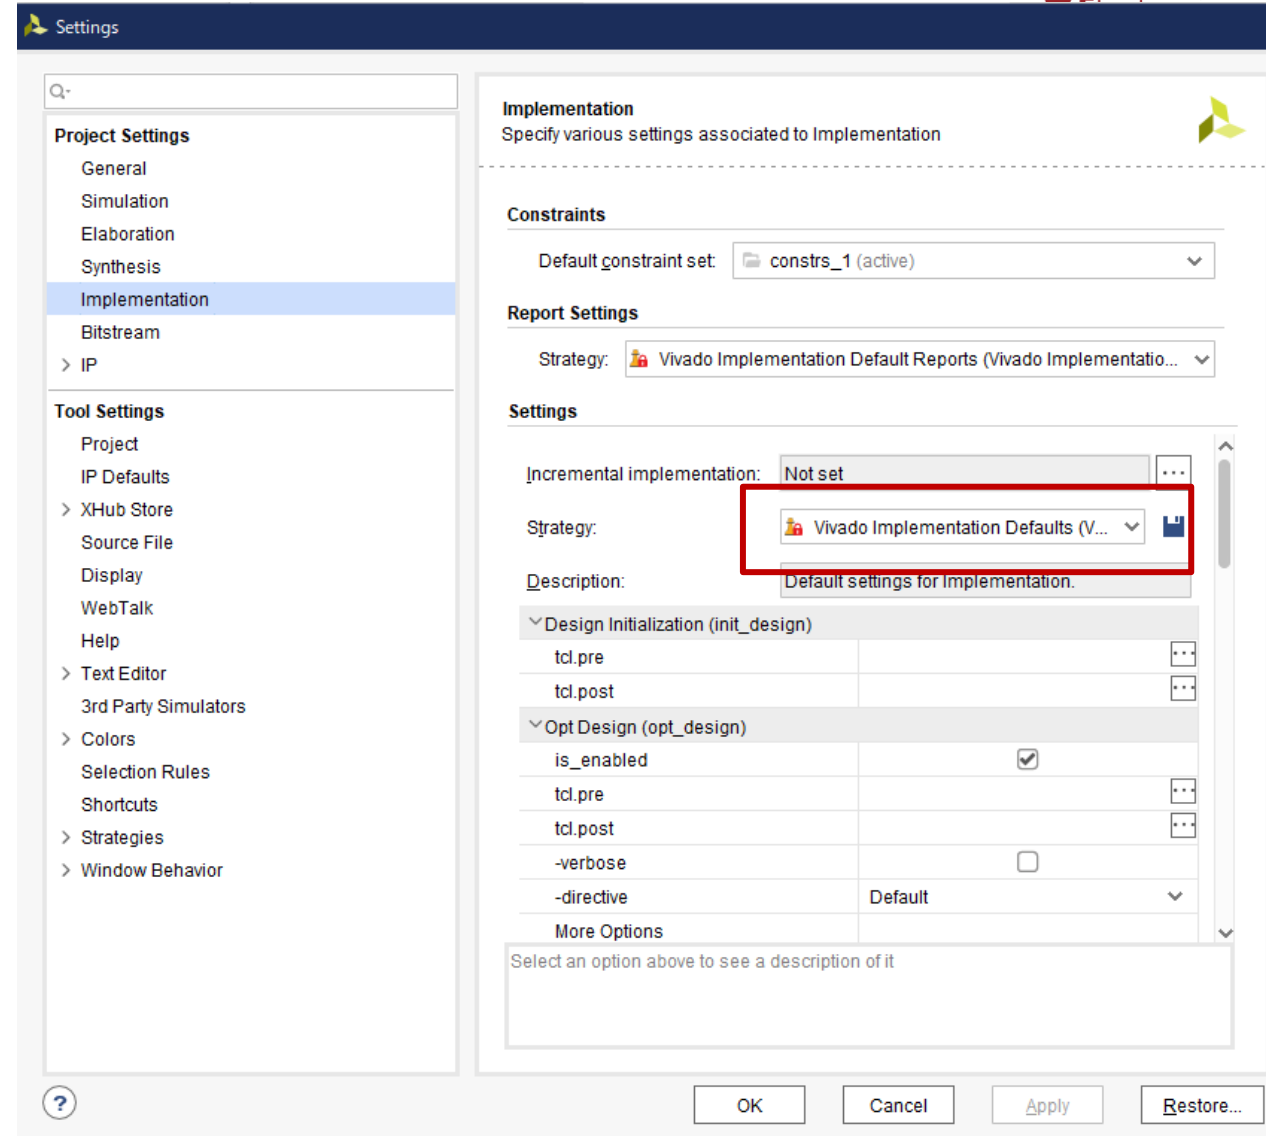 Settings
Project Settings
General
Simulation
Elaboration
Synthesis
Implementation
Bitstream
IP
Tool Settings
Project
IP Defaults
XHub Store
Source File
Display
WebTalk
Help
Text Editor
3rd Party Simulators
Colors
Selection Rules
Shortcuts
Strategies
Window Behavior
Implementation
Specify various settings associated to Implementation
Constraints
Default constraint set: constrs_1 (active)
Report Settings
Strategy: Vivado Implementation Default Reports (Vivado Implementatio...
Settings
Incremental implementation: Not set ...
Strategy: Vivado Implementation Defaults (V...
Description: Default settings for Implementation.
Design Initialization (init_design)
tcl.pre ...
tcl.post ...
Opt Design (opt_design)
is_enabled
tcl.pre ...
tcl.post ...
-verbose
-directive Default
More Options
Select an option above to see a description of it
? OK Cancel Apply Restore...